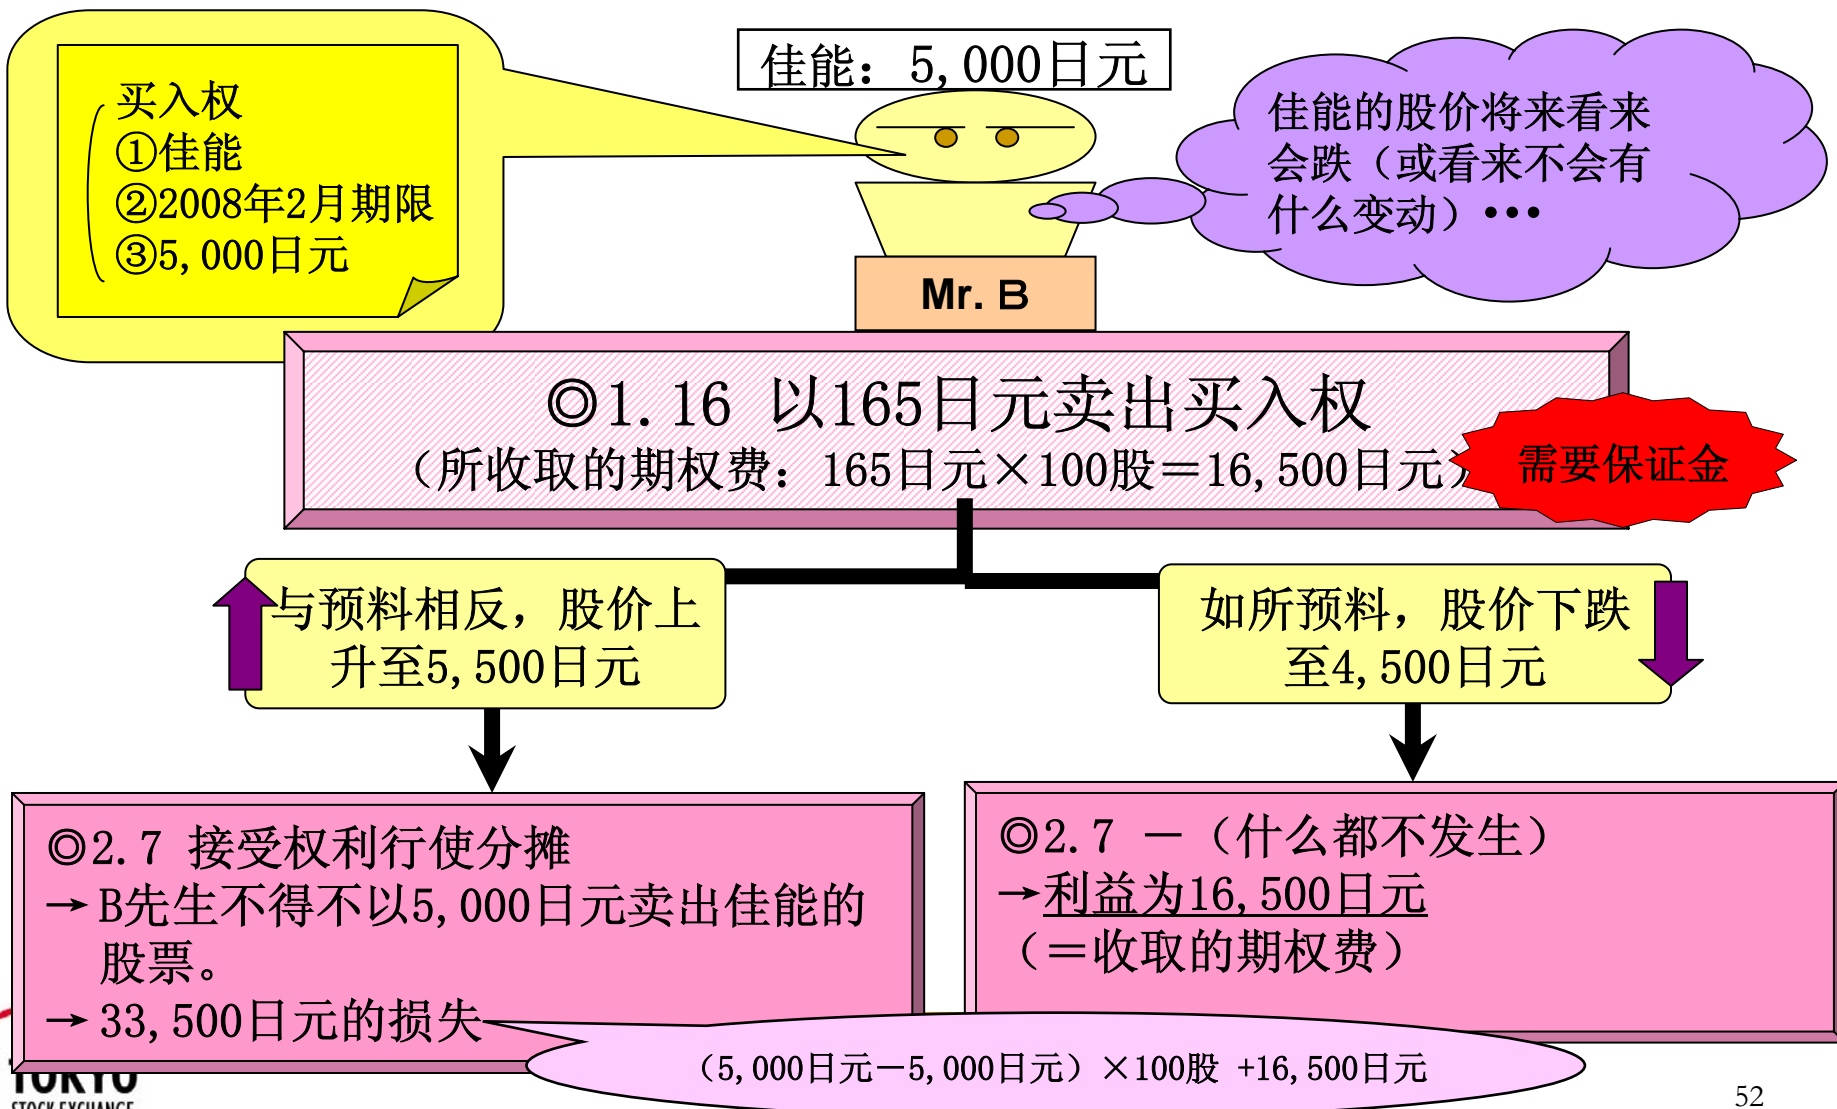 买入权
①佳能
②2008年2月期限
③5,000日元
佳能：5,000日元
佳能的股价将来看来
会跌（或看来不会有
什么变动）•••
Mr. B
◎1.16 以165日元卖出买入权
（所收取的期权费：165日元×100股＝16,500日元）
需要保证金
与预料相反，股价上
升至5,500日元
如所预料，股价下跌
至4,500日元
◎2.7 接受权利行使分摊
→B先生不得不以5,000日元卖出佳能的
股票。
→33,500日元的损失
◎2.7 －（什么都不发生）
→利益为16,500日元
（＝收取的期权费）
（5,000日元－5,000日元）×100股 +16,500日元
TOKYO
STOCK EXCHANGE
52